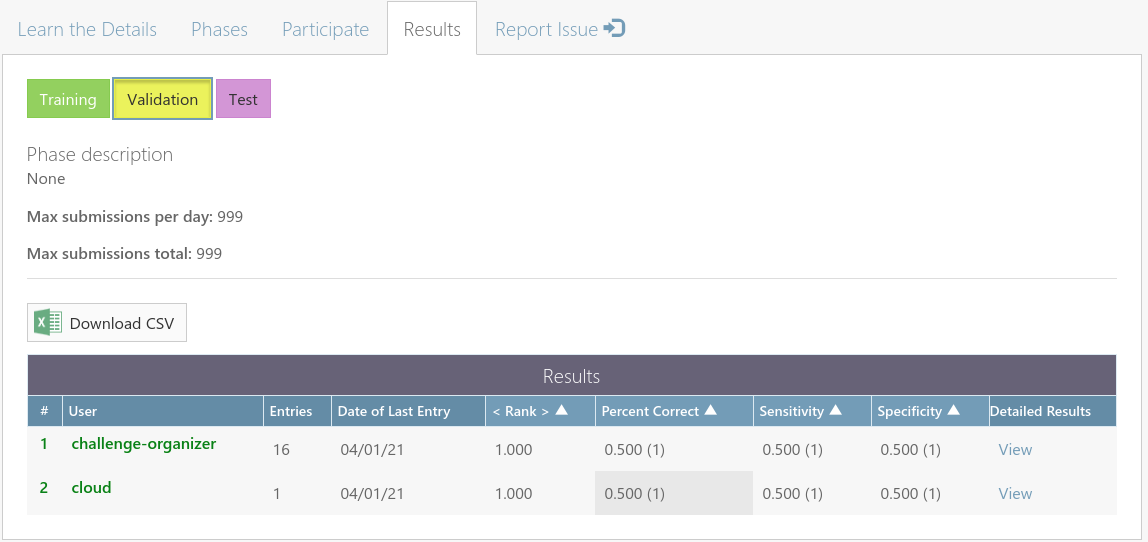 Learn the Details Phases Participate Results Report Issue
Training Validation Test
Phase description
None
Max submissions per day: 999
Max submissions total: 999
Download CSV
Results
# User Entries Date of Last Entry < Rank > Percent Correct Sensitivity Specificity Detailed Results
1 challenge-organizer 16 04/01/21 1.000 0.500 (1) 0.500 (1) 0.500 (1) View
2 cloud 1 04/01/21 1.000 0.500 (1) 0.500 (1) 0.500 (1) View